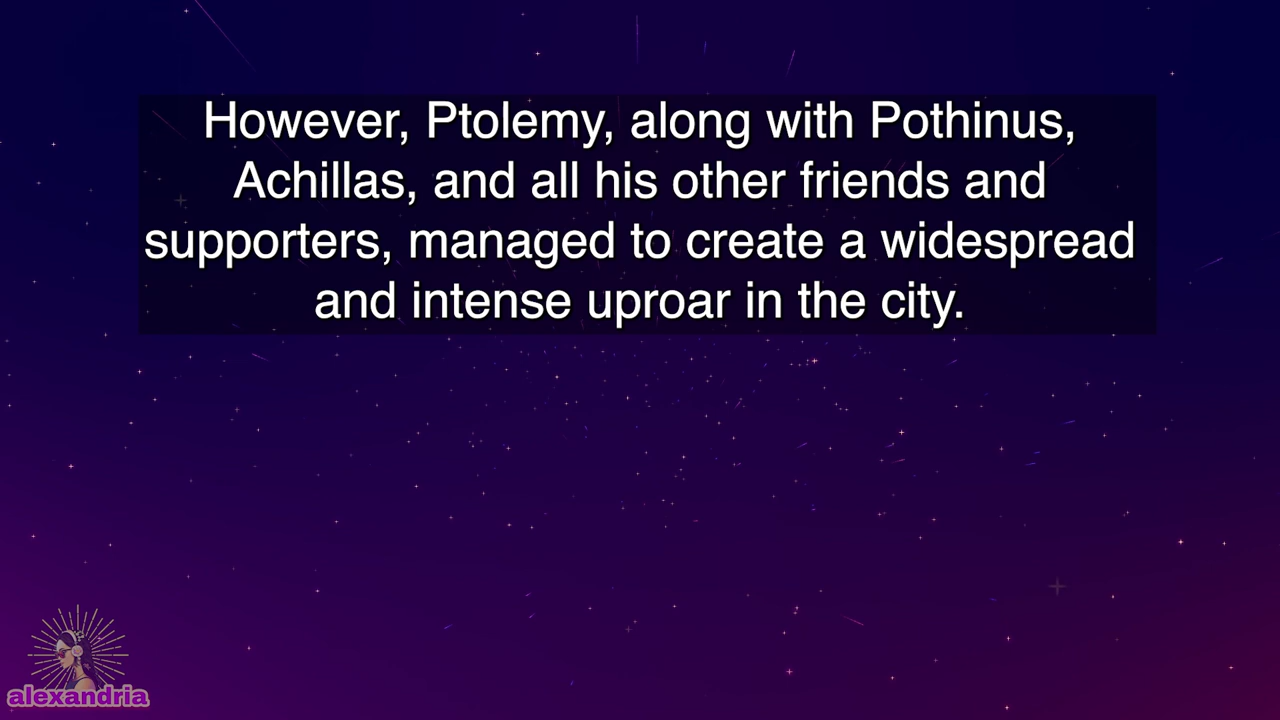 However, Ptolemy, along with Pothinus,
Achillas, and all his other friends and
supporters, managed to create a widespread
and intense uproar in the city.
alexandria